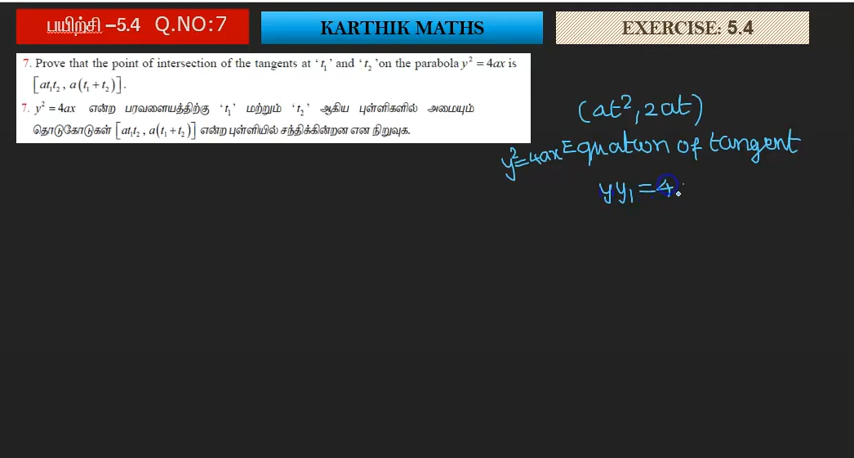 பயிற்சி –5.4 Q.NO:7
KARTHIK MATHS
EXERCISE: 5.4
7. Prove that the point of intersection of the tangents at ‘t₁’ and ‘t₂’on the parabola y² = 4ax is
[at₁t₂ , a(t₁ + t₂)].
7. y² = 4ax என்ற பரவளையத்திற்கு ‘t₁’ மற்றும் ‘t₂’ ஆகிய புள்ளிகளில் அமையும்
தொடுகோடுகள் [at₁t₂ , a(t₁ + t₂)] என்ற புள்ளியில் சந்திக்கின்றன என நிறுவுக.
(at², 2at)
y²=4ax Equation of tangent
yy₁ = 4